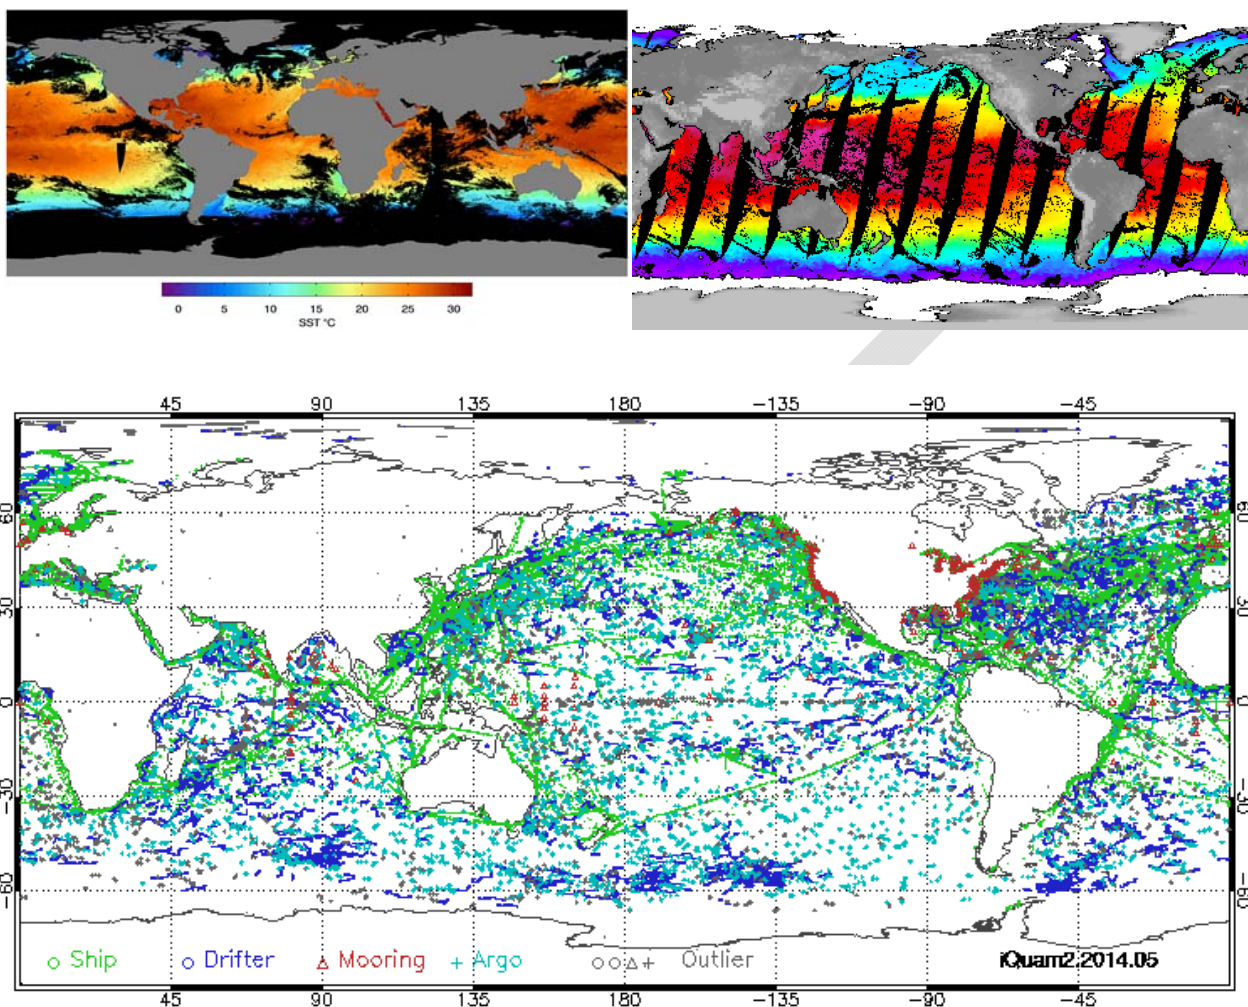 0 5 10 15 20 25 30
SST °C
45 90 135 180 -135 -90 -45
60 60
30 30
0 0
-30 -30
-60 -60
Ship Drifter Mooring Argo Outlier iQuam2.2014.05
45 90 135 180 -135 -90 -45